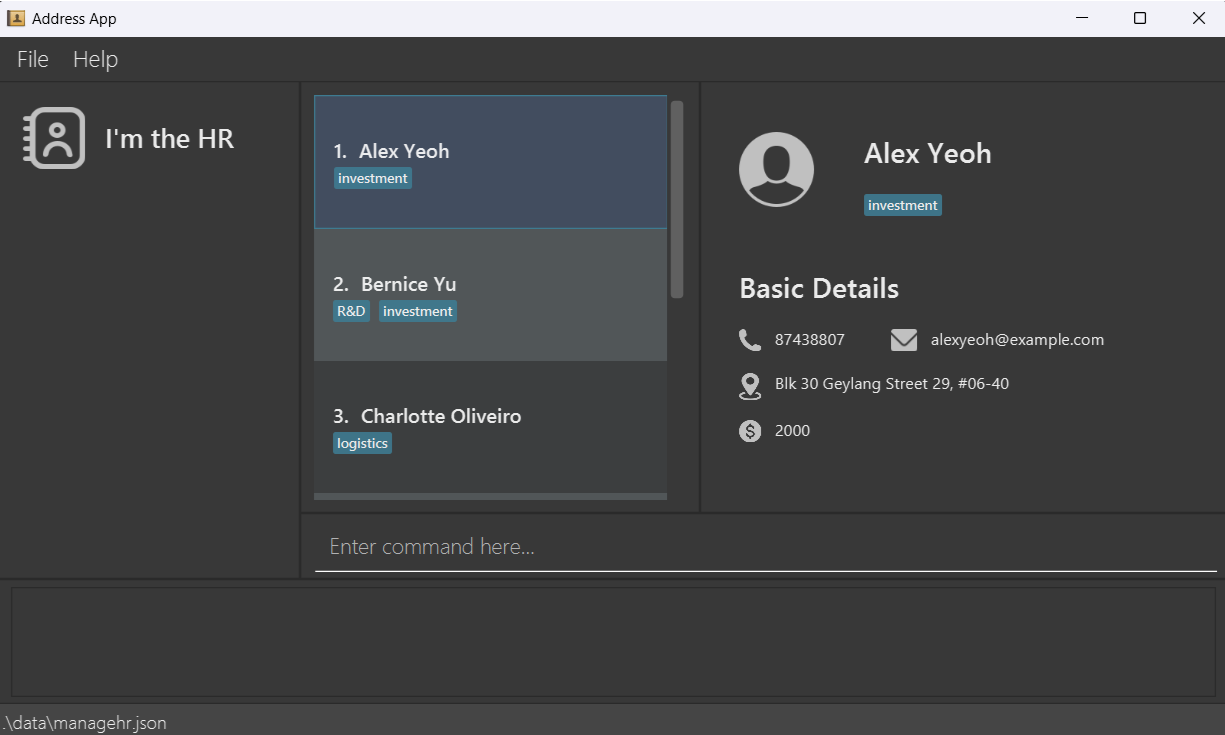 Address App
File Help
I'm the HR
1. Alex Yeoh
investment
2. Bernice Yu
R&D investment
3. Charlotte Oliveiro
logistics
Alex Yeoh
investment
Basic Details
87438807 alexyeoh@example.com
Blk 30 Geylang Street 29, #06-40
$ 2000
Enter command here...
.\data\managehr.json